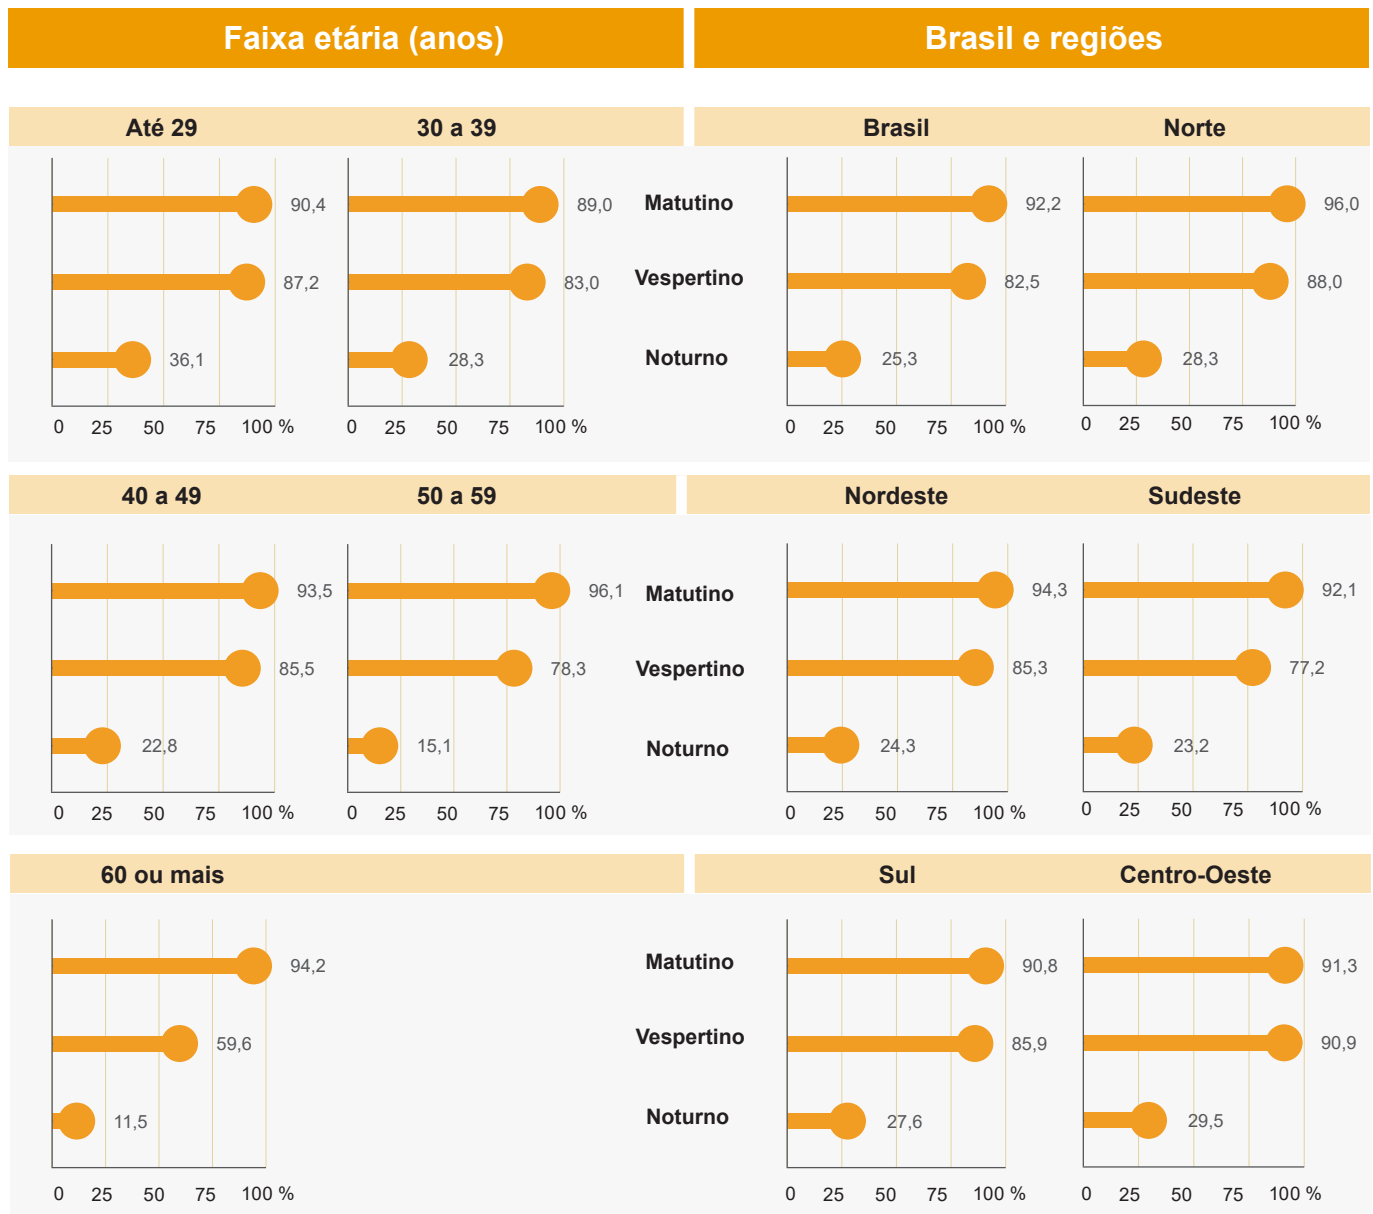 Faixa etária (anos) Brasil e regiões
Até 29 30 a 39 Brasil Norte
90,4 89,0 Matutino 92,2 96,0
87,2 83,0 Vespertino 82,5 88,0
36,1 28,3 Noturno 25,3 28,3
0 25 50 75 100 % 0 25 50 75 100 % 0 25 50 75 100 % 0 25 50 75 100 %
40 a 49 50 a 59 Nordeste Sudeste
93,5 96,1 Matutino 94,3 92,1
85,5 78,3 Vespertino 85,3 77,2
22,8 15,1 Noturno 24,3 23,2
0 25 50 75 100 % 0 25 50 75 100 % 0 25 50 75 100 % 0 25 50 75 100 %
60 ou mais Sul Centro-Oeste
94,2 Matutino 90,8 91,3
59,6 Vespertino 85,9 90,9
11,5 Noturno 27,6 29,5
0 25 50 75 100 % 0 25 50 75 100 % 0 25 50 75 100 %